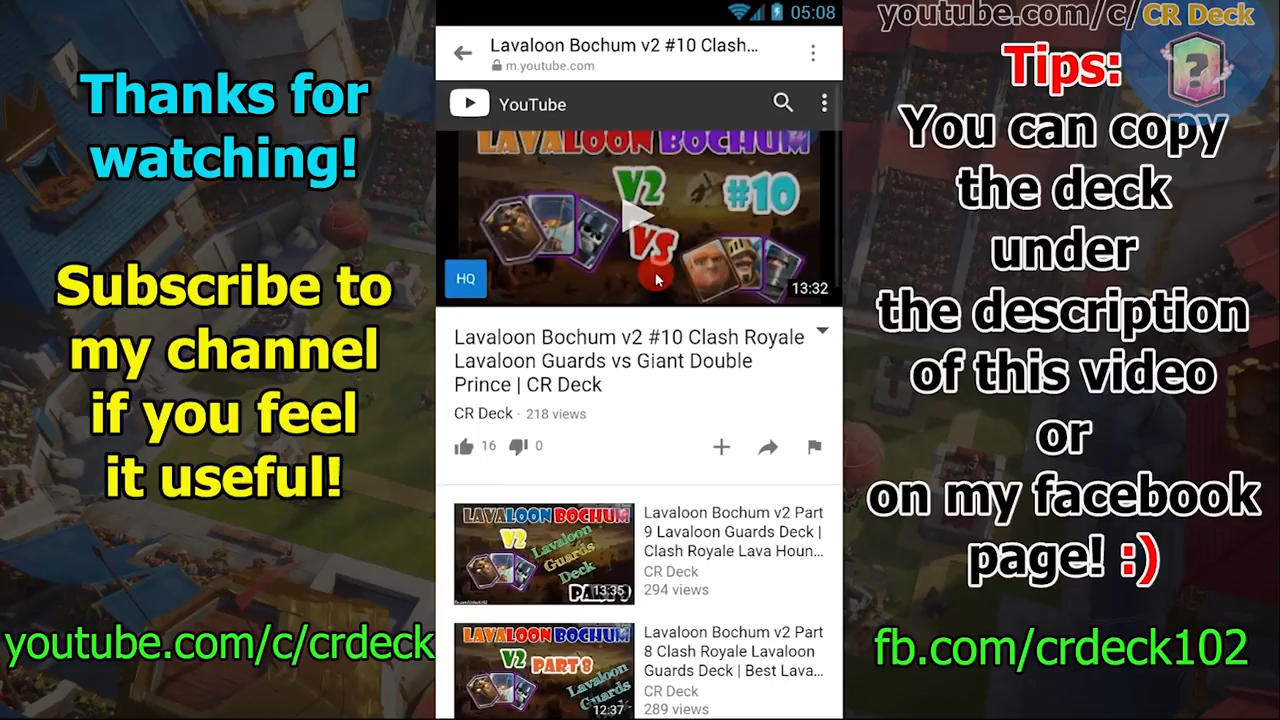 Thanks for
watching!
Subscribe to
my channel
if you feel
it useful!
youtube.com/c/crdeck
05:08
Lavaloon Bochum v2 #10 Clash...
m.youtube.com
YouTube
LAVALOON BOCHUM
V2 #10
VS
HQ
13:32
Lavaloon Bochum v2 #10 Clash Royale
Lavaloon Guards vs Giant Double
Prince | CR Deck
CR Deck · 218 views
16 0
LAVALOON BOCHUM
V2
Lavaloon
Guards
Deck
PART 9
13:35
Lavaloon Bochum v2 Part
9 Lavaloon Guards Deck |
Clash Royale Lava Houn...
CR Deck
294 views
LAVALOON BOCHUM
V2 PART 8
Lavaloon
Guards
12:37
Lavaloon Bochum v2 Part
8 Clash Royale Lavaloon
Guards Deck | Best Lava...
CR Deck
289 views
youtube.com/c/CR Deck
Tips:
You can copy
the deck
under
the description
of this video
or
on my facebook
page! :)
fb.com/crdeck102